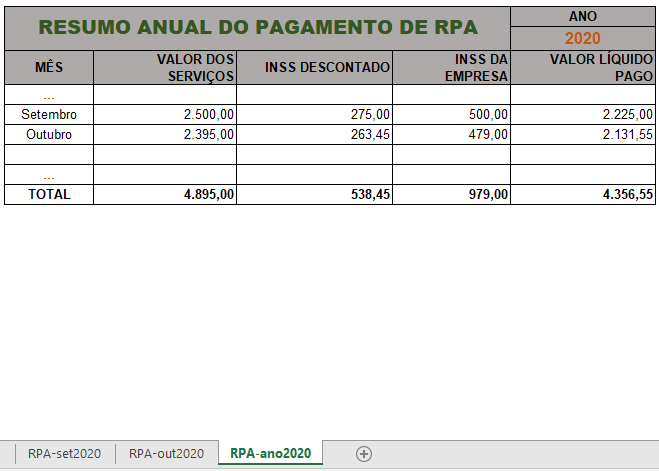 RESUMO ANUAL DO PAGAMENTO DE RPA
ANO
2020
MÊS
VALOR DOS
SERVIÇOS
INSS DESCONTADO
INSS DA
EMPRESA
VALOR LÍQUIDO
PAGO
...
Setembro 2.500,00 275,00 500,00 2.225,00
Outubro 2.395,00 263,45 479,00 2.131,55
...
TOTAL 4.895,00 538,45 979,00 4.356,55
RPA-set2020 RPA-out2020 RPA-ano2020